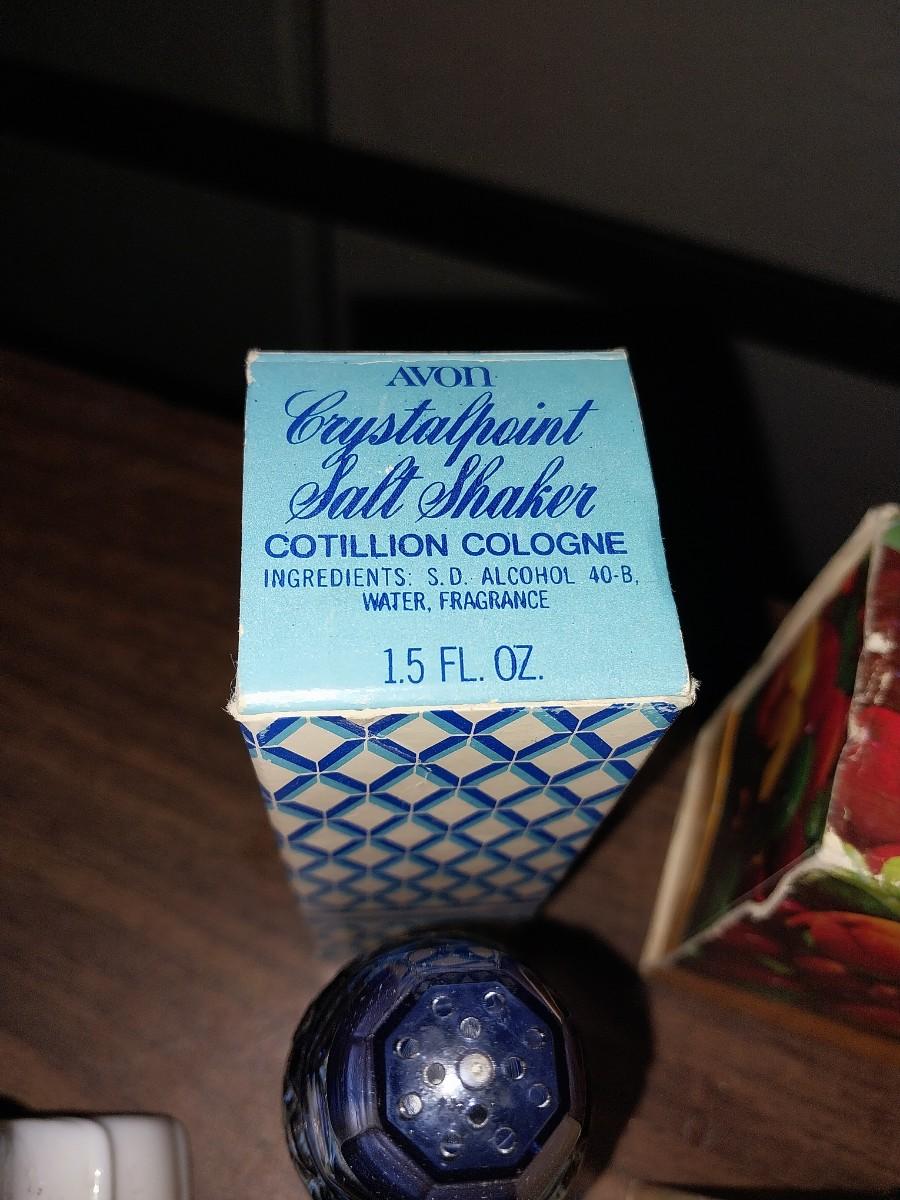 AVON
Crystalpoint
Salt Shaker
COTILLION COLOGNE
INGREDIENTS: S.D. ALCOHOL 40-B,
WATER, FRAGRANCE
1.5 FL. OZ.